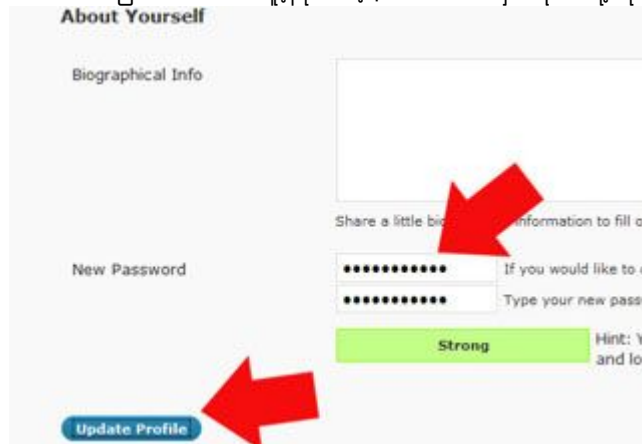 About Yourself
Biographical Info
Share a little bi
information to fill o
New Password
If you would like to
Type your new pass
Strong
Hint: Y
and lo
Update Profile